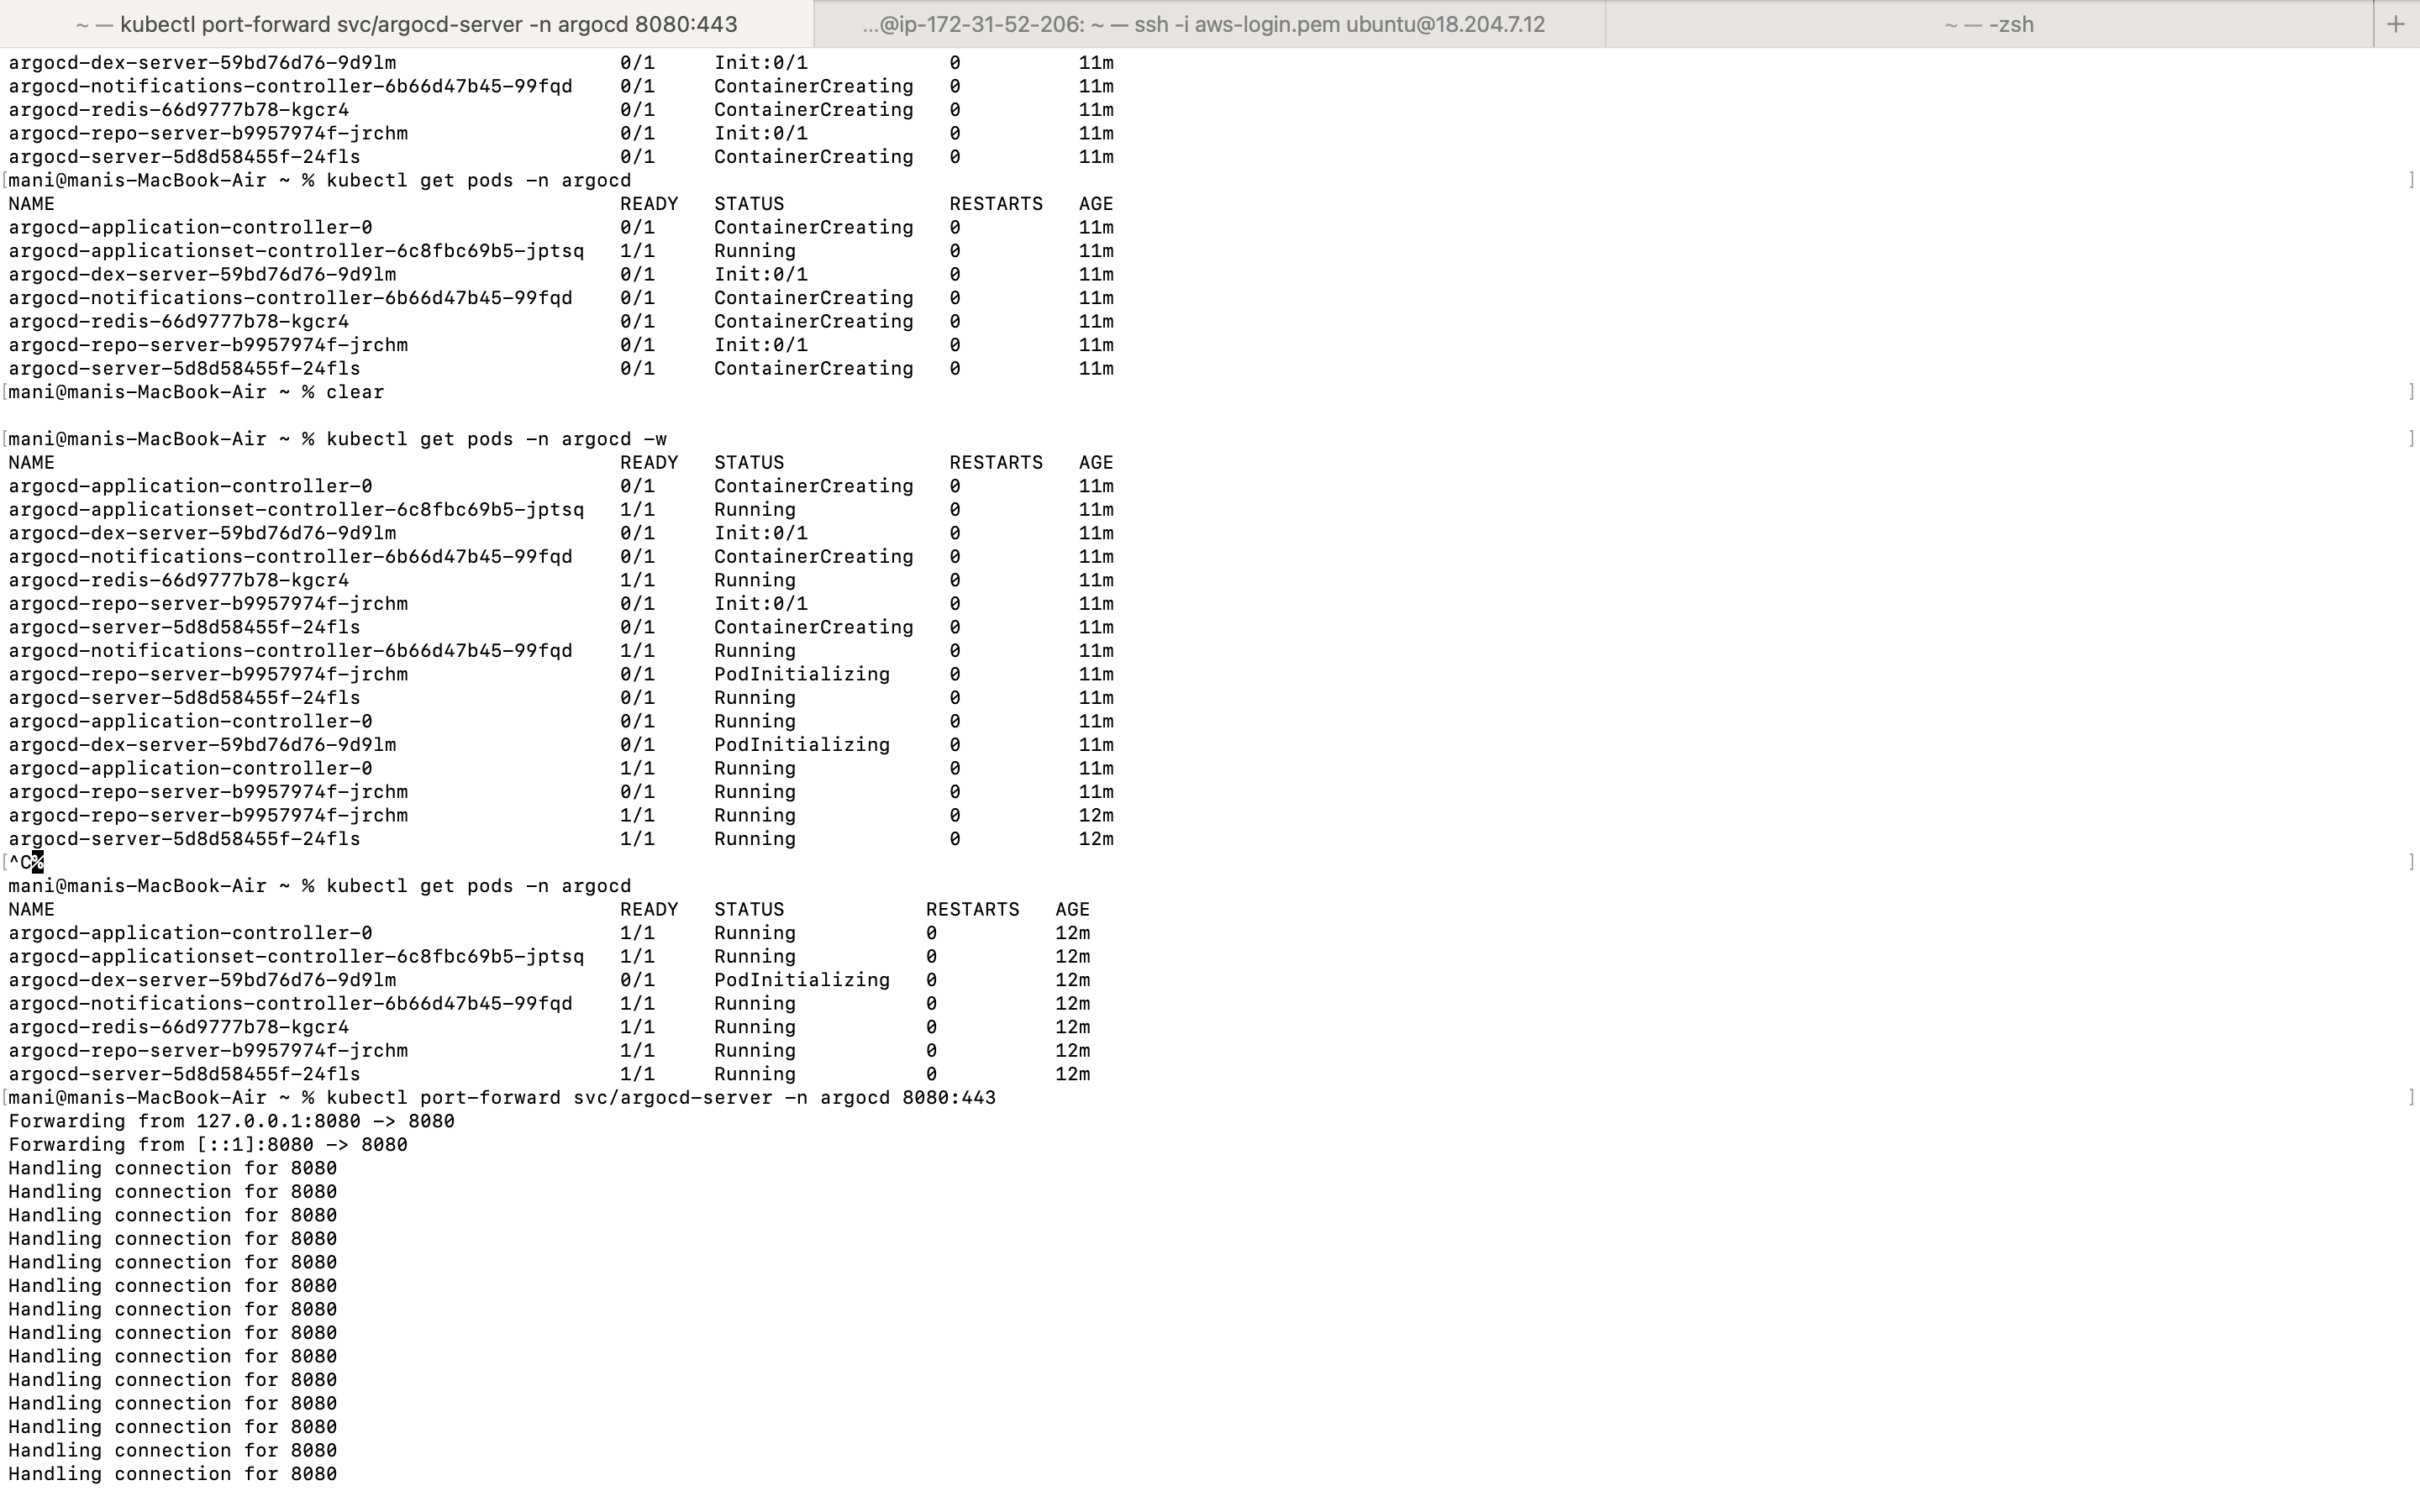 ~ — kubectl port-forward svc/argocd-server -n argocd 8080:443
...@ip-172-31-52-206: ~ — ssh -i aws-login.pem ubuntu@18.204.7.12
~ — -zsh
+
argocd-dex-server-59bd76d76-9d9lm 0/1 Init:0/1 0 11m
argocd-notifications-controller-6b66d47b45-99fqd 0/1 ContainerCreating 0 11m
argocd-redis-66d9777b78-kgcr4 0/1 ContainerCreating 0 11m
argocd-repo-server-b9957974f-jrchm 0/1 Init:0/1 0 11m
argocd-server-5d8d58455f-24fls 0/1 ContainerCreating 0 11m
[mani@manis-MacBook-Air ~ % kubectl get pods -n argocd ]
NAME READY STATUS RESTARTS AGE
argocd-application-controller-0 0/1 ContainerCreating 0 11m
argocd-applicationset-controller-6c8fbc69b5-jptsq 1/1 Running 0 11m
argocd-dex-server-59bd76d76-9d9lm 0/1 Init:0/1 0 11m
argocd-notifications-controller-6b66d47b45-99fqd 0/1 ContainerCreating 0 11m
argocd-redis-66d9777b78-kgcr4 0/1 ContainerCreating 0 11m
argocd-repo-server-b9957974f-jrchm 0/1 Init:0/1 0 11m
argocd-server-5d8d58455f-24fls 0/1 ContainerCreating 0 11m
[mani@manis-MacBook-Air ~ % clear ]
[mani@manis-MacBook-Air ~ % kubectl get pods -n argocd -w ]
NAME READY STATUS RESTARTS AGE
argocd-application-controller-0 0/1 ContainerCreating 0 11m
argocd-applicationset-controller-6c8fbc69b5-jptsq 1/1 Running 0 11m
argocd-dex-server-59bd76d76-9d9lm 0/1 Init:0/1 0 11m
argocd-notifications-controller-6b66d47b45-99fqd 0/1 ContainerCreating 0 11m
argocd-redis-66d9777b78-kgcr4 1/1 Running 0 11m
argocd-repo-server-b9957974f-jrchm 0/1 Init:0/1 0 11m
argocd-server-5d8d58455f-24fls 0/1 ContainerCreating 0 11m
argocd-notifications-controller-6b66d47b45-99fqd 1/1 Running 0 11m
argocd-repo-server-b9957974f-jrchm 0/1 PodInitializing 0 11m
argocd-server-5d8d58455f-24fls 0/1 Running 0 11m
argocd-application-controller-0 0/1 Running 0 11m
argocd-dex-server-59bd76d76-9d9lm 0/1 PodInitializing 0 11m
argocd-application-controller-0 1/1 Running 0 11m
argocd-repo-server-b9957974f-jrchm 0/1 Running 0 11m
argocd-repo-server-b9957974f-jrchm 1/1 Running 0 12m
argocd-server-5d8d58455f-24fls 1/1 Running 0 12m
[^C% ]
mani@manis-MacBook-Air ~ % kubectl get pods -n argocd
NAME READY STATUS RESTARTS AGE
argocd-application-controller-0 1/1 Running 0 12m
argocd-applicationset-controller-6c8fbc69b5-jptsq 1/1 Running 0 12m
argocd-dex-server-59bd76d76-9d9lm 0/1 PodInitializing 0 12m
argocd-notifications-controller-6b66d47b45-99fqd 1/1 Running 0 12m
argocd-redis-66d9777b78-kgcr4 1/1 Running 0 12m
argocd-repo-server-b9957974f-jrchm 1/1 Running 0 12m
argocd-server-5d8d58455f-24fls 1/1 Running 0 12m
[mani@manis-MacBook-Air ~ % kubectl port-forward svc/argocd-server -n argocd 8080:443 ]
Forwarding from 127.0.0.1:8080 -> 8080
Forwarding from [::1]:8080 -> 8080
Handling connection for 8080
Handling connection for 8080
Handling connection for 8080
Handling connection for 8080
Handling connection for 8080
Handling connection for 8080
Handling connection for 8080
Handling connection for 8080
Handling connection for 8080
Handling connection for 8080
Handling connection for 8080
Handling connection for 8080
Handling connection for 8080
Handling connection for 8080